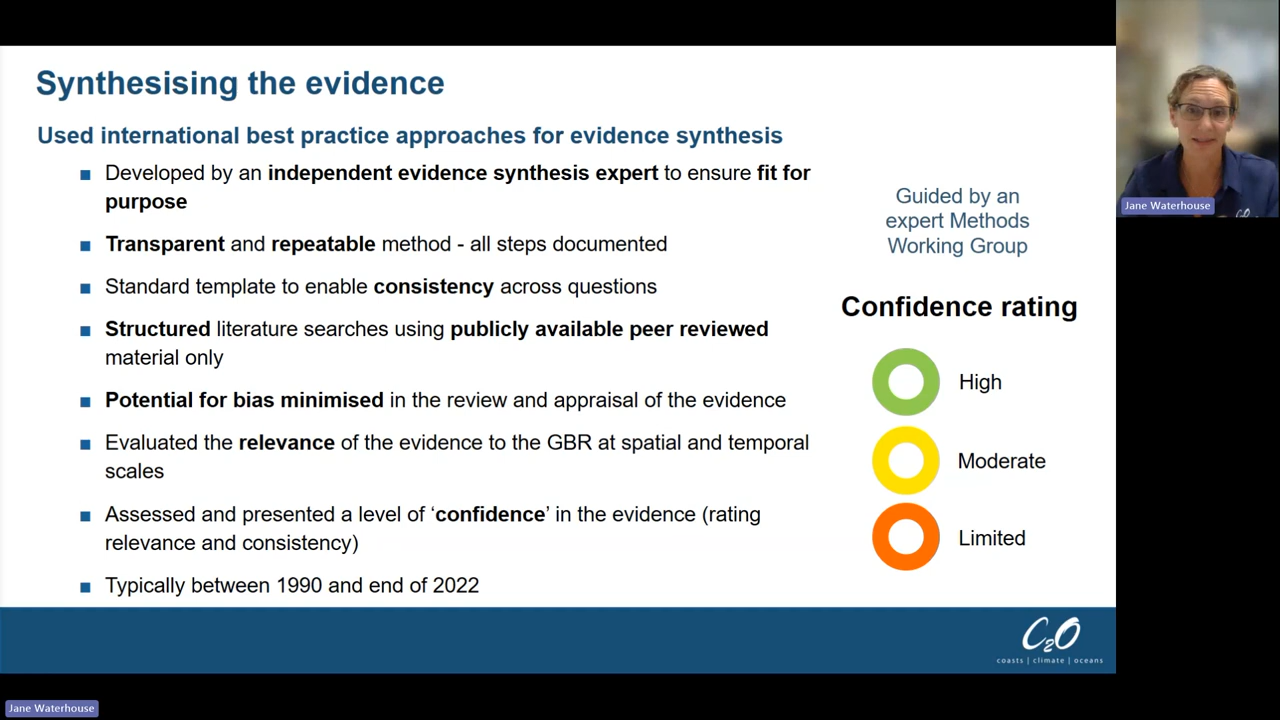 Synthesising the evidence
Used international best practice approaches for evidence synthesis
Developed by an independent evidence synthesis expert to ensure fit for
purpose
Transparent and repeatable method - all steps documented
Standard template to enable consistency across questions
Structured literature searches using publicly available peer reviewed
material only
Potential for bias minimised in the review and appraisal of the evidence
Evaluated the relevance of the evidence to the GBR at spatial and temporal
scales
Assessed and presented a level of ‘confidence’ in the evidence (rating
relevance and consistency)
Typically between 1990 and end of 2022
Guided by an
expert Methods
Working Group
Confidence rating
High
Moderate
Limited
C2O
coasts | climate | oceans
Jane Waterhouse
Jane Waterhouse